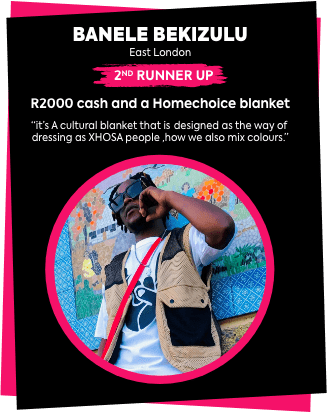 BANELE BEKIZULU
East London
2ND RUNNER UP
R2000 cash and a Homechoice blanket
“it's A cultural blanket that is designed as the way of
dressing as XHOSA people ,how we also mix colours.”